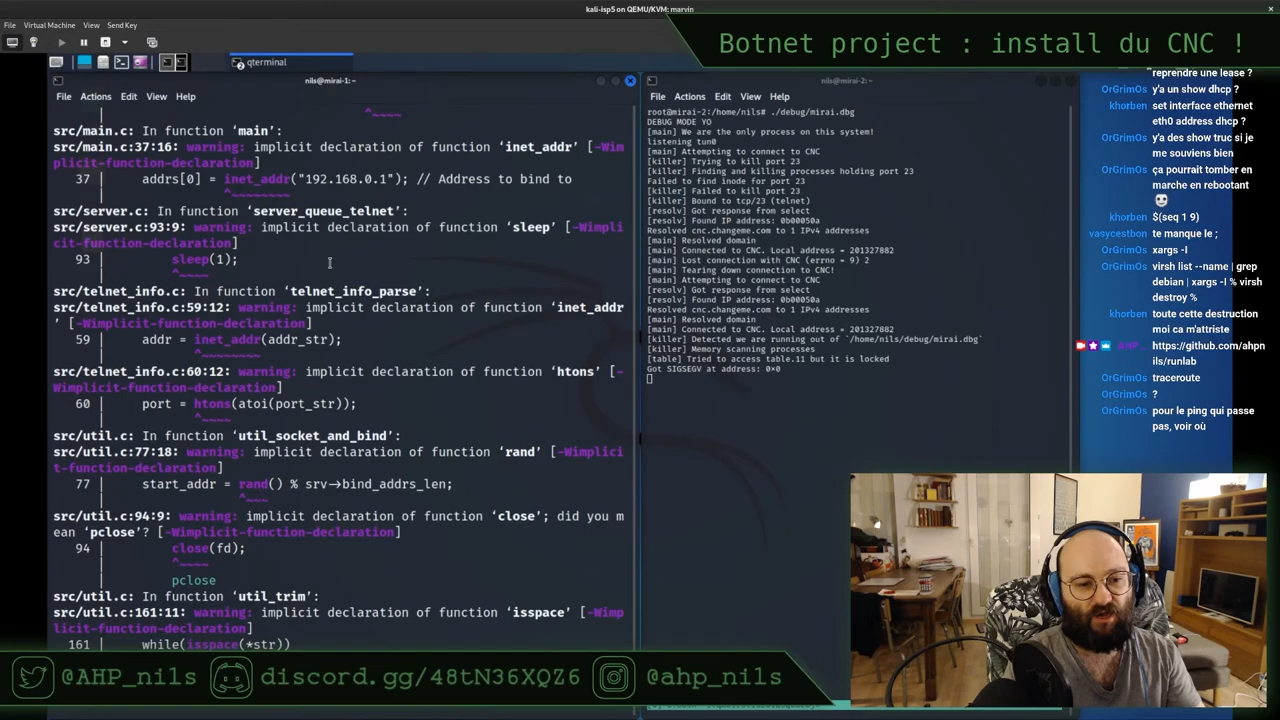 kali-isp5 on QEMU/KVM: marvin
File Virtual Machine View Send Key
Botnet project : install du CNC !
qterminal
nils@mirai-1: ~
File Actions Edit View Help
src/main.c: In function ‘main’:
src/main.c:37:16: warning: implicit declaration of function ‘inet_addr’ [-Wim
plicit-function-declaration]
37 | addrs[0] = inet_addr("192.168.0.1"); // Address to bind to
src/server.c: In function ‘server_queue_telnet’:
src/server.c:93:9: warning: implicit declaration of function ‘sleep’ [-Wimpli
cit-function-declaration]
93 | sleep(1);
src/telnet_info.c: In function ‘telnet_info_parse’:
src/telnet_info.c:59:12: warning: implicit declaration of function ‘inet_addr
’ [-Wimplicit-function-declaration]
59 | addr = inet_addr(addr_str);
src/telnet_info.c:60:12: warning: implicit declaration of function ‘htons’ [-
Wimplicit-function-declaration]
60 | port = htons(atoi(port_str));
src/util.c: In function ‘util_socket_and_bind’:
src/util.c:77:18: warning: implicit declaration of function ‘rand’ [-Wimplici
t-function-declaration]
77 | start_addr = rand() % srv->bind_addrs_len;
src/util.c:94:9: warning: implicit declaration of function ‘close’; did you m
ean ‘pclose’? [-Wimplicit-function-declaration]
94 | close(fd);
pclose
src/util.c: In function ‘util_trim’:
src/util.c:161:11: warning: implicit declaration of function ‘isspace’ [-Wimp
licit-function-declaration]
161 | while(isspace(*str))
nils@mirai-2: ~
File Actions Edit View Help
root@mirai-2:/home/nils# ./debug/mirai.dbg
DEBUG MODE YO
[main] We are the only process on this system!
listening tun0
[main] Attempting to connect to CNC
[killer] Trying to kill port 23
[killer] Finding and killing processes holding port 23
Failed to find inode for port 23
[killer] Failed to kill port 23
[killer] Bound to tcp/23 (telnet)
[resolv] Got response from select
[resolv] Found IP address: 0b00050a
Resolved cnc.changeme.com to 1 IPv4 addresses
[main] Resolved domain
[main] Connected to CNC. Local address = 201327882
[main] Lost connection with CNC (errno = 9) 2
[main] Tearing down connection to CNC!
[main] Attempting to connect to CNC
[resolv] Got response from select
[resolv] Found IP address: 0b00050a
Resolved cnc.changeme.com to 1 IPv4 addresses
[main] Resolved domain
[main] Connected to CNC. Local address = 201327882
[killer] Detected we are running out of `/home/nils/debug/mirai.dbg`
[killer] Memory scanning processes
[table] Tried to access table.11 but it is locked
Got SIGSEGV at address: 0×0
reprendre une lease ?
OrGrimOs y'a un show dhcp ?
khorben set interface ethernet
eth0 address dhcp ?
OrGrimOs y'a des show truc si je
me souviens bien
OrGrimOs ça pourrait tomber en
marche en rebootant
khorben $(seq 1 9)
vasycestbon te manque le ;
OrGrimOs xargs -I
OrGrimOs virsh list --name | grep
debian | xargs -I % virsh
destroy %
khorben toute cette destruction
moi ca m'attriste
AHP_ https://github.com/ahpn
ils/runlab
OrGrimOs traceroute
OrGrimOs ?
OrGrimOs pour le ping qui passe
pas, voir où
@AHP_nils discord.gg/48tN36XQZ6 @ahp_nils